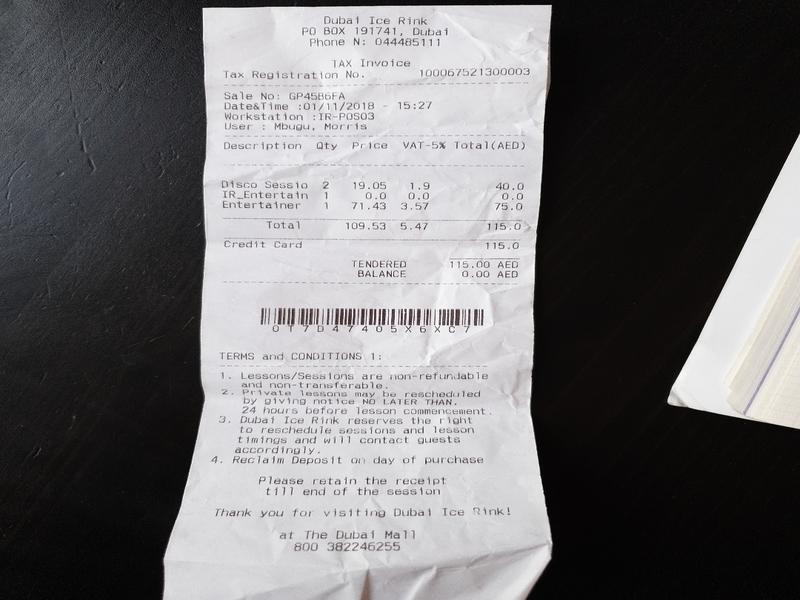 Dubai Ice Rink
PO BOX 191741, Dubai
Phone N: 044485111
TAX Invoice
Tax Registration No. 100067521300003
Sale No: GP45B6FA
Date&Time :01/11/2018 - 15:27
Workstation :IR-POS03
User : Mbugu, Morris
Description Qty Price VAT-5% Total(AED)
Disco Sessio 2 19.05 1.9 40.0
IR_Entertain 1 0.0 0.0 0.0
Entertainer 1 71.43 3.57 75.0
Total 109.53 5.47 115.0
Credit Card 115.0
TENDERED 115.00 AED
BALANCE 0.00 AED
0T7D47405X6XC7
TERMS and CONDITIONS 1:
1. Lessons/Sessions are non-refundable
and non-transferable.
2. Private lessons may be rescheduled
by giving notice NO LATER THAN.
24 hours before lesson commencement.
3. Dubai Ice Rink reserves the right
to reschedule sessions and lesson
timings and will contact guests
accordingly.
4. Reclaim Deposit on day of purchase
Please retain the receipt
till end of the session
Thank you for visiting Dubai Ice Rink!
at The Dubai Mall
800 382246255